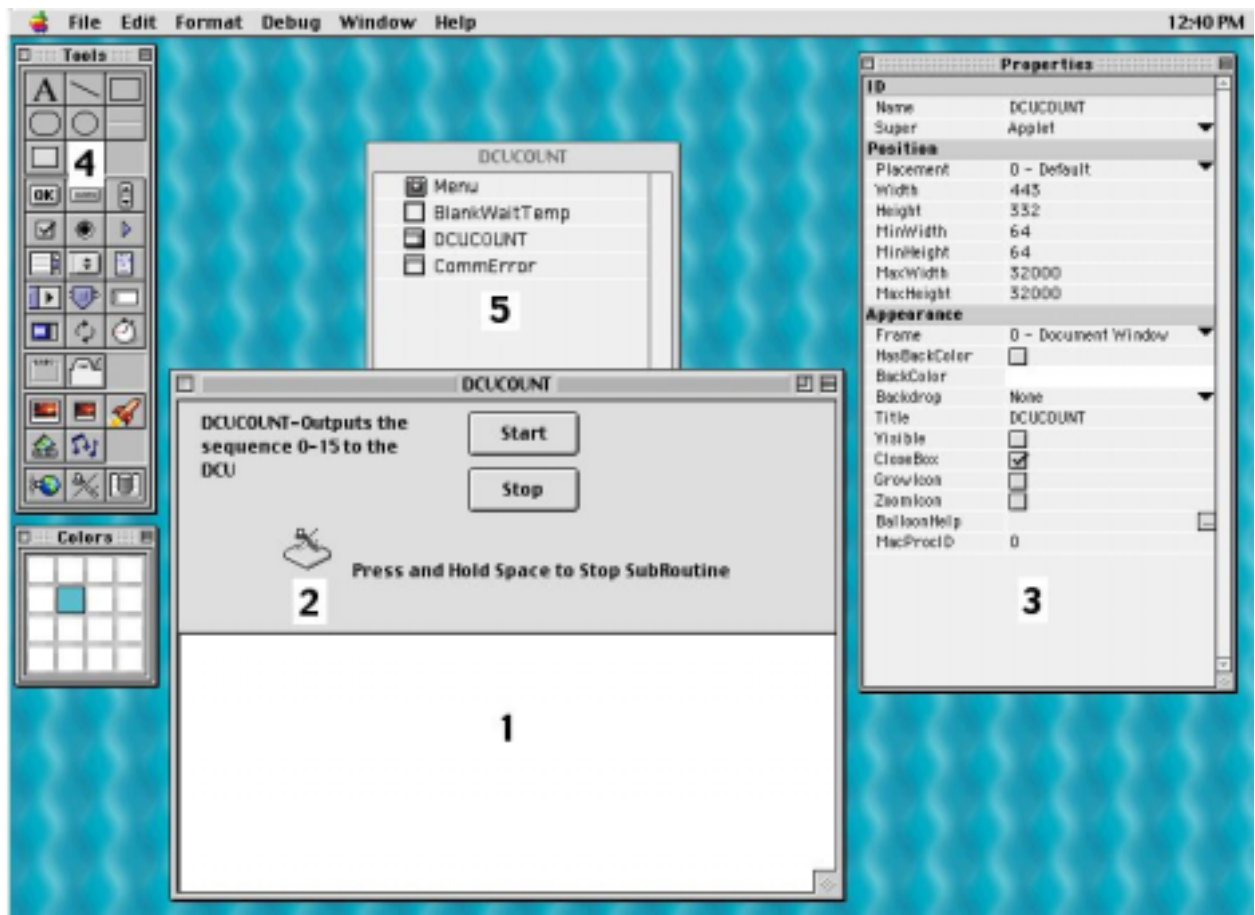 File Edit Format Debug Window Help 12:40 PM
Tools
A
4
OK
Colors
DCUCOUNT
Menu
BlankWaitTemp
DCUCOUNT
CommError
5
DCUCOUNT
DCUCOUNT-Outputs the
sequence 0-15 to the
DCU
Start
Stop
2
Press and Hold Space to Stop SubRoutine
1
Properties
ID
Name DCUCOUNT
Super Applet
Position
Placement 0 - Default
Width 443
Height 332
MinWidth 64
MinHeight 64
MaxWidth 32000
MaxHeight 32000
Appearance
Frame 0 - Document Window
HasBackColor
BackColor
Backdrop None
Title DCUCOUNT
Visible
CloseBox
GrowIcon
ZoomIcon
BalloonHelp ...
MacProcID 0
3